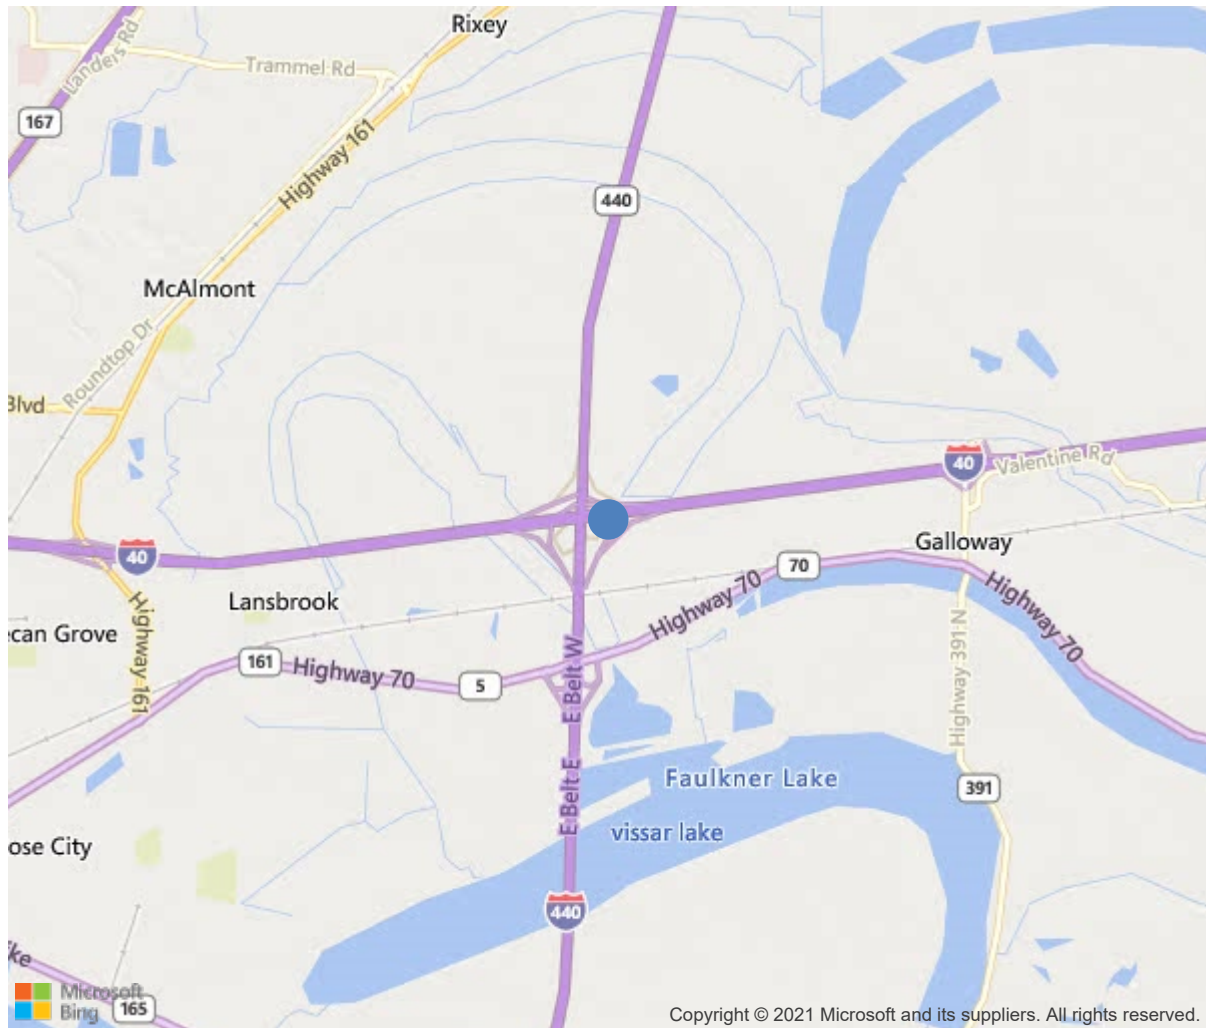 Rixey
Landers Rd
Trammel Rd
167
Highway 161
440
McAlmont
Roundtop Dr
Blvd
40
Valentine Rd
40
Galloway
70
Lansbrook
Highway 70
Highway 70
ecan Grove
Highway 161
161
Highway 70
5
E Belt W
Highway 391 N
E Belt E
Faulkner Lake
391
vissar lake
ose City
440
ike
Microsoft
Bing
165
Copyright © 2021 Microsoft and its suppliers. All rights reserved.